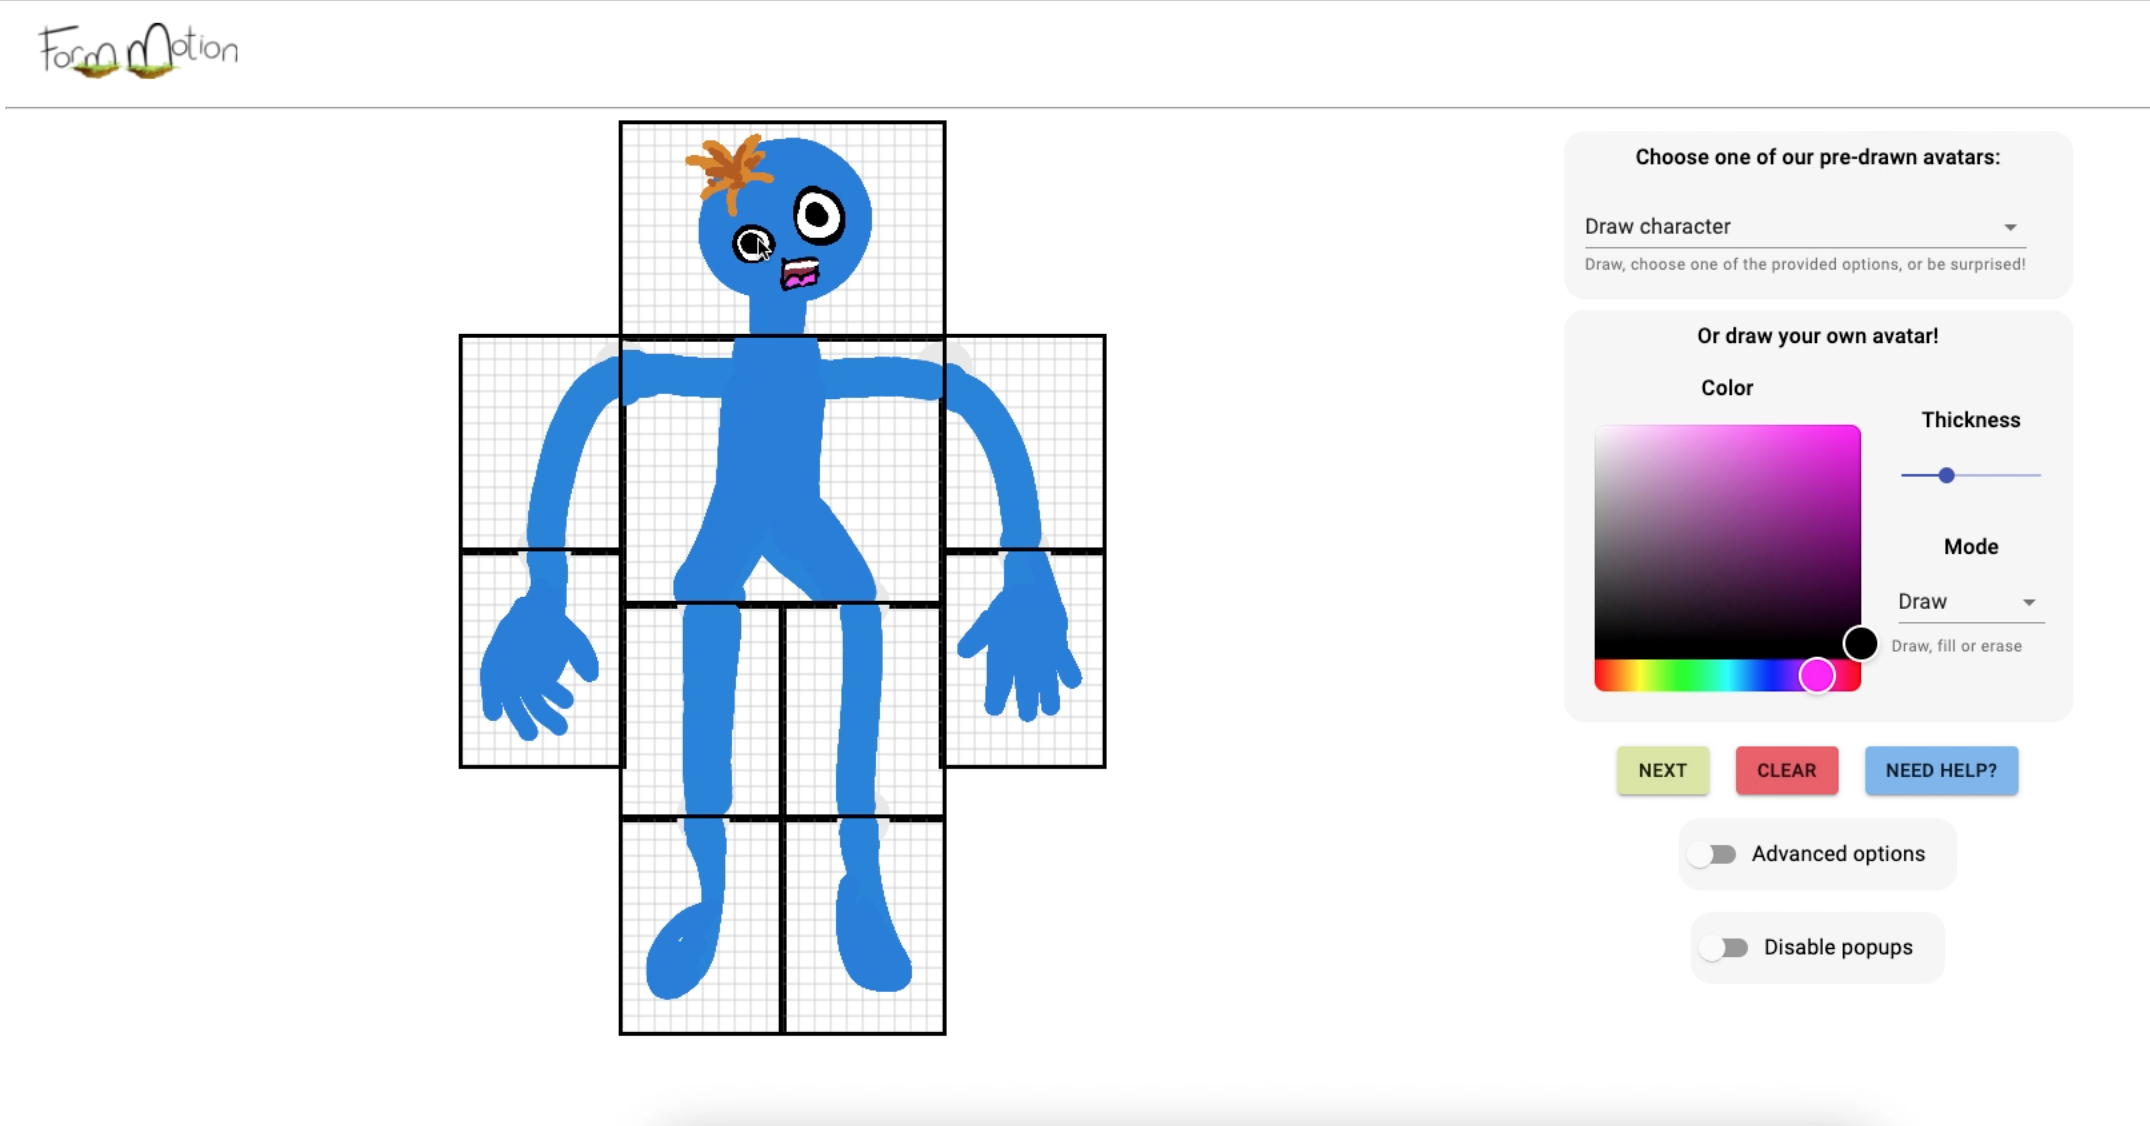 Form Motion
Choose one of our pre-drawn avatars:
Draw character
Draw, choose one of the provided options, or be surprised!
Or draw your own avatar!
Color
Thickness
Mode
Draw
Draw, fill or erase
NEXT
CLEAR
NEED HELP?
Advanced options
Disable popups